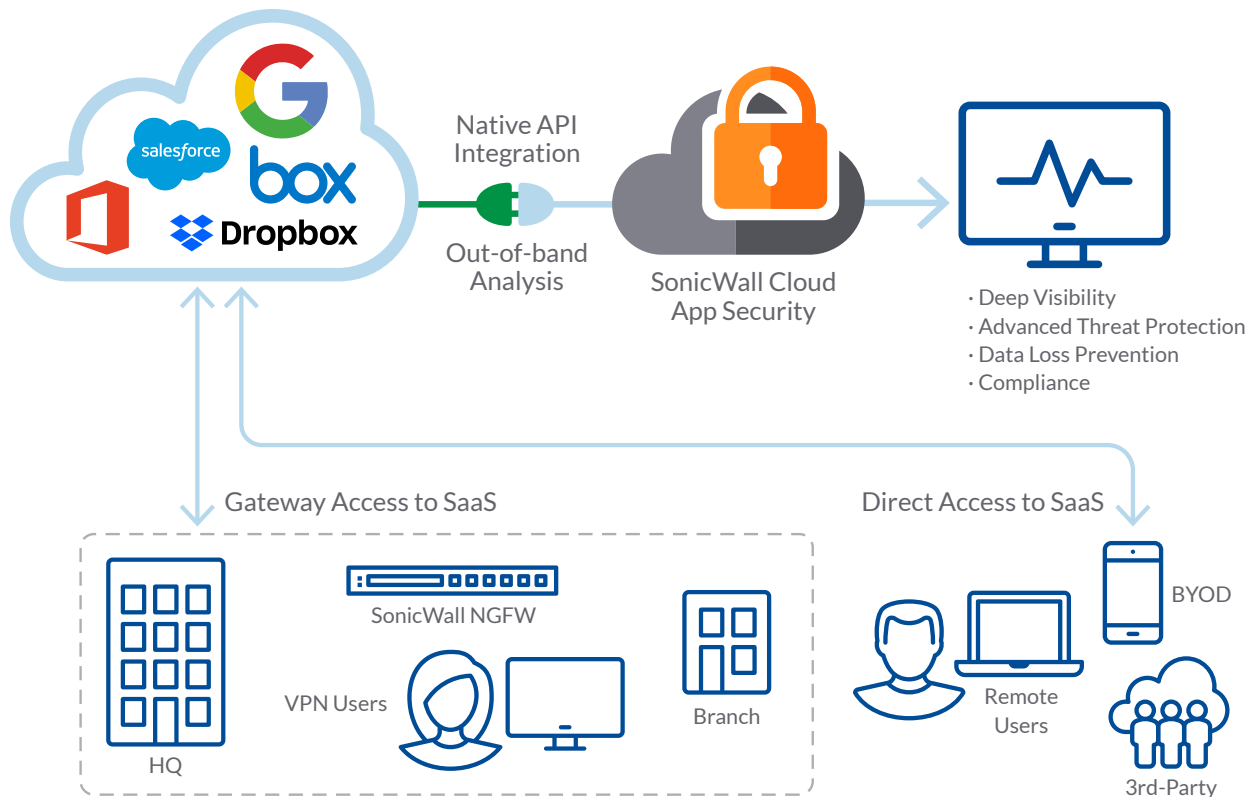 salesforce
box
Dropbox
Native API
Integration
Out-of-band
Analysis
SonicWall Cloud
App Security
· Deep Visibility
· Advanced Threat Protection
· Data Loss Prevention
· Compliance
Gateway Access to SaaS
Direct Access to SaaS
SonicWall NGFW
BYOD
VPN Users
Branch
Remote
Users
HQ
3rd-Party